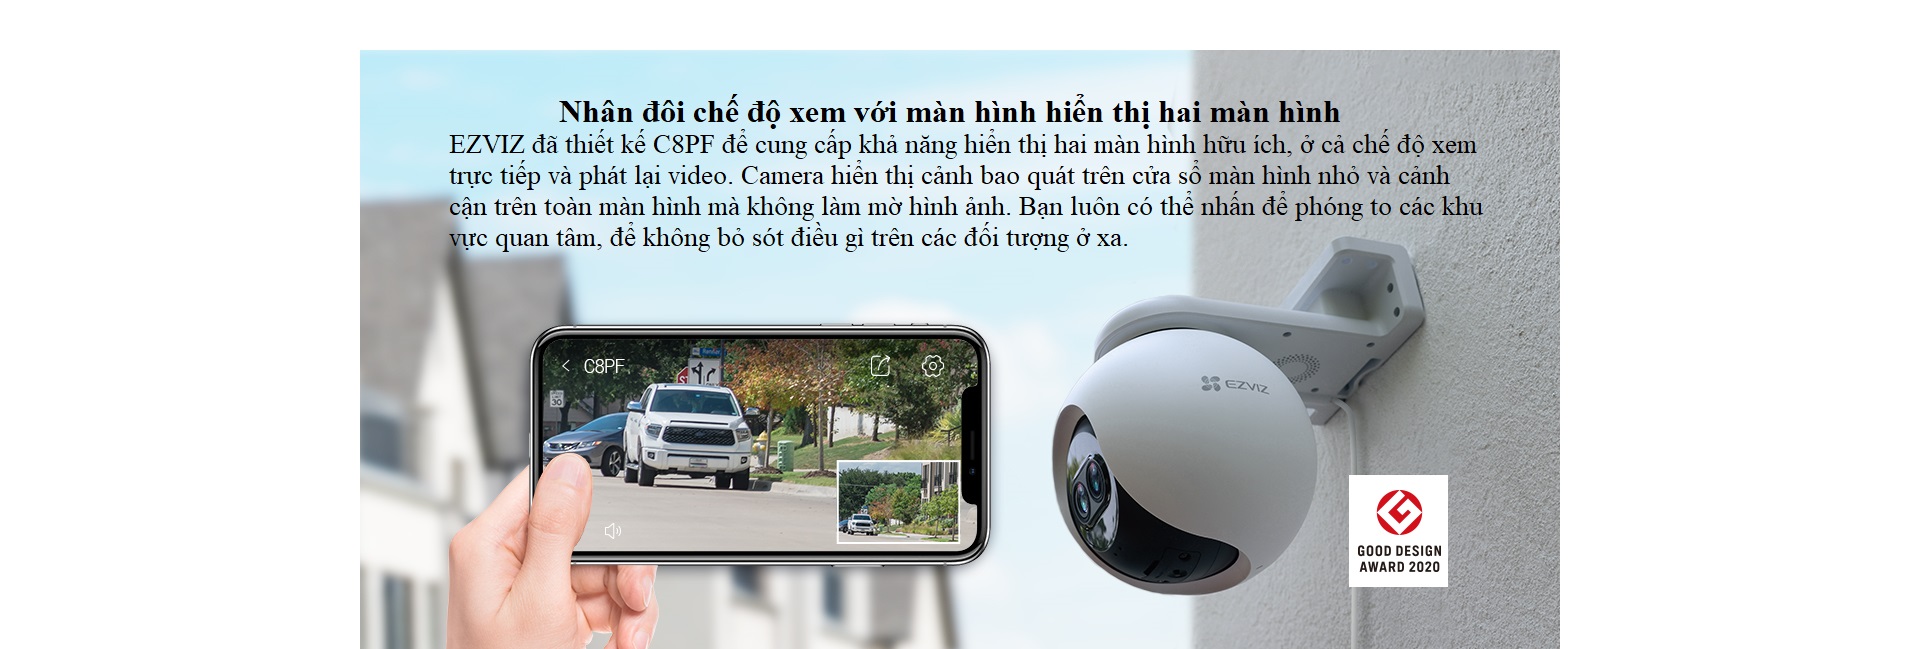 Nhân đôi chế độ xem với màn hình hiển thị hai màn hình
EZVIZ đã thiết kế C8PF để cung cấp khả năng hiển thị hai màn hình hữu ích, ở cả chế độ xem
trực tiếp và phát lại video. Camera hiển thị cảnh bao quát trên cửa sổ màn hình nhỏ và cảnh
cận trên toàn màn hình mà không làm mờ hình ảnh. Bạn luôn có thể nhấn để phóng to các khu
vực quan tâm, để không bỏ sót điều gì trên các đối tượng ở xa.
C8PF
30
EZVIZ
GOOD DESIGN
AWARD 2020